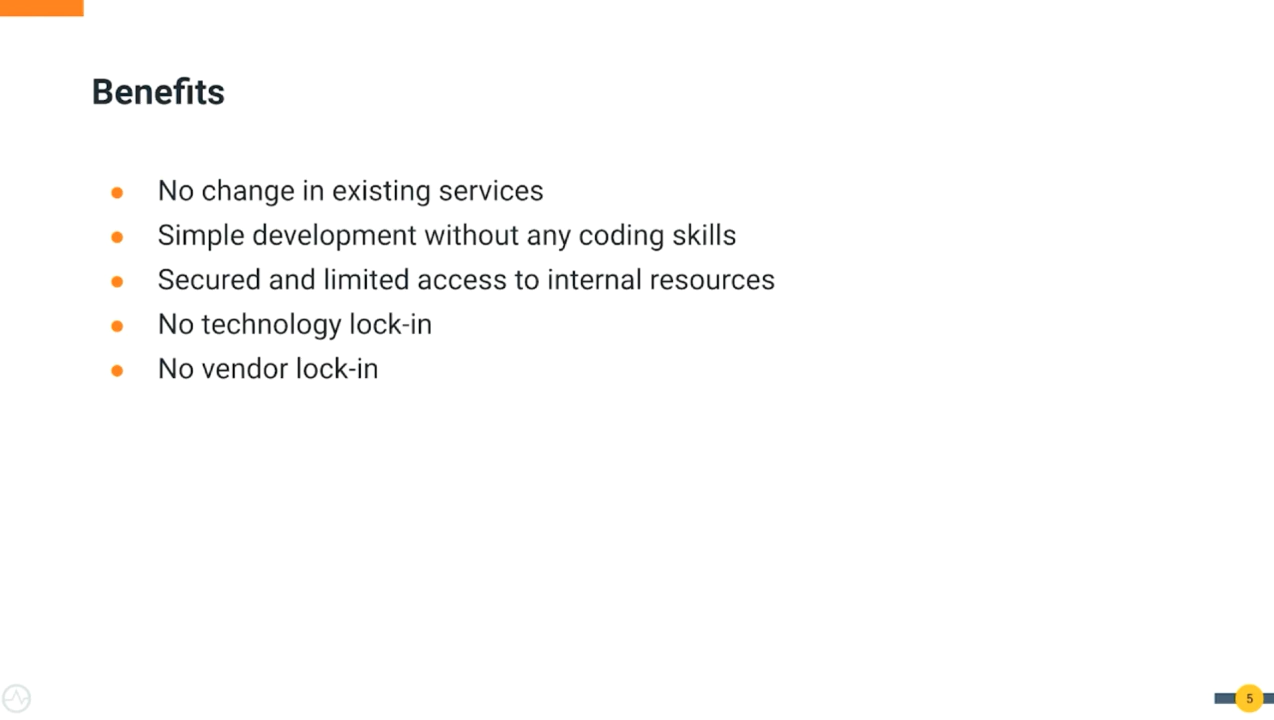 Benefits
No change in existing services
Simple development without any coding skills
Secured and limited access to internal resources
No technology lock-in
No vendor lock-in
5